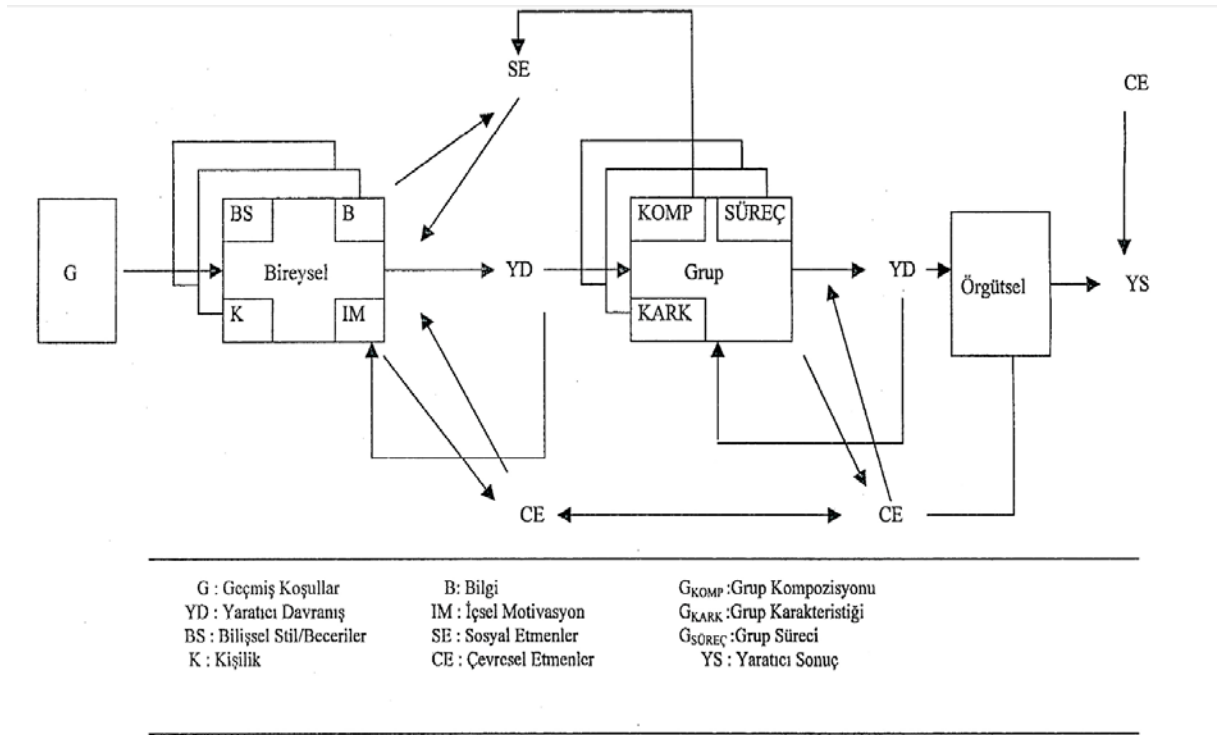 SE
CE
BS
B
KOMP
SÜREÇ
G
Bireysel
YD
Grup
YD
Örgütsel
YS
K
IM
KARK
CE
CE
G : Geçmiş Koşullar
YD : Yaratıcı Davranış
BS : Bilişsel Stil/Beceriler
K : Kişilik
B: Bilgi
IM : İçsel Motivasyon
SE : Sosyal Etmenler
CE : Çevresel Etmenler
GKOMP :Grup Kompozisyonu
GKARK :Grup Karakteristiği
GSÜREÇ :Grup Süreci
YS : Yaratıcı Sonuç